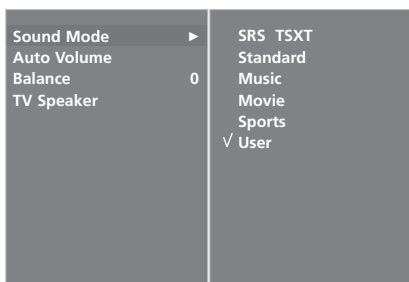 Sound Mode ►
Auto Volume
Balance 0
TV Speaker
SRS TSXT
Standard
Music
Movie
Sports
√ User